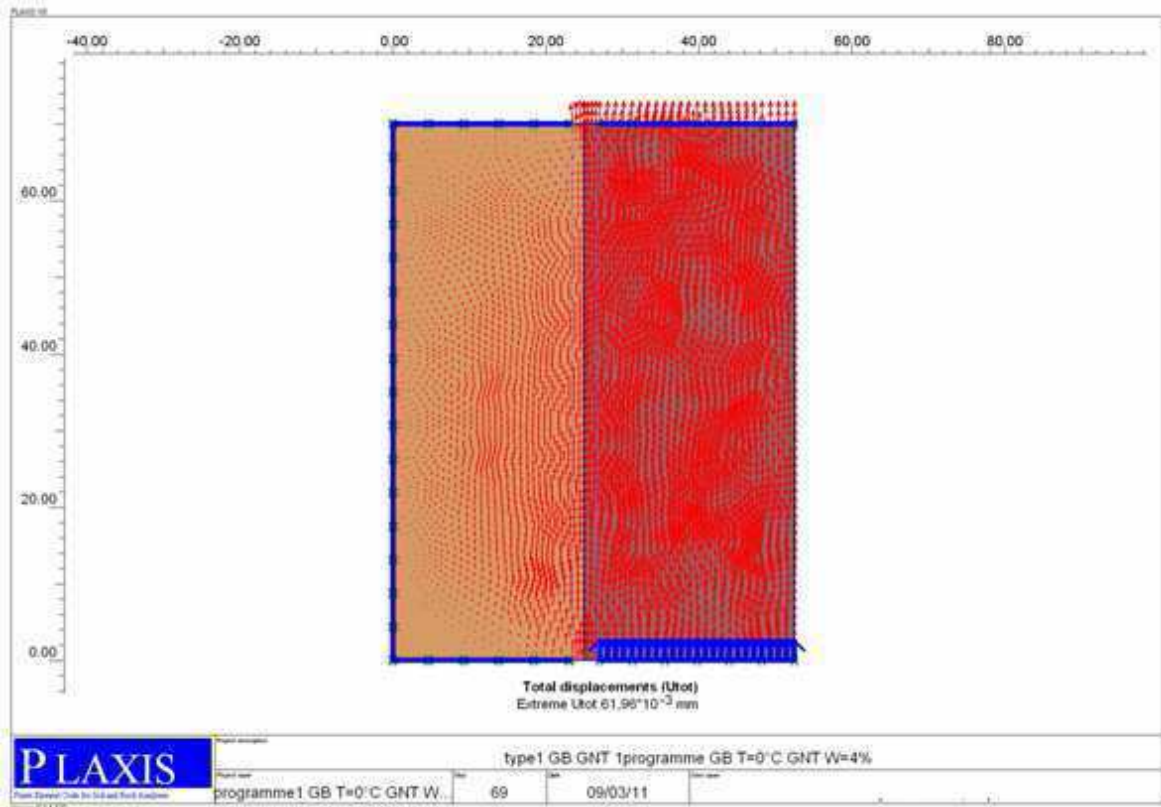 -40.00 -20.00 0.00 20.00 40.00 60.00 80.00
60.00
40.00
20.00
0.00
Total displacements (Utot)
Extreme Utot 61,96*10^-3 mm
PLAXIS
type1 GB GNT 1programme GB T=0°C GNT W=4%
programme1 GB T=0°C GNT W... 69 09/03/11